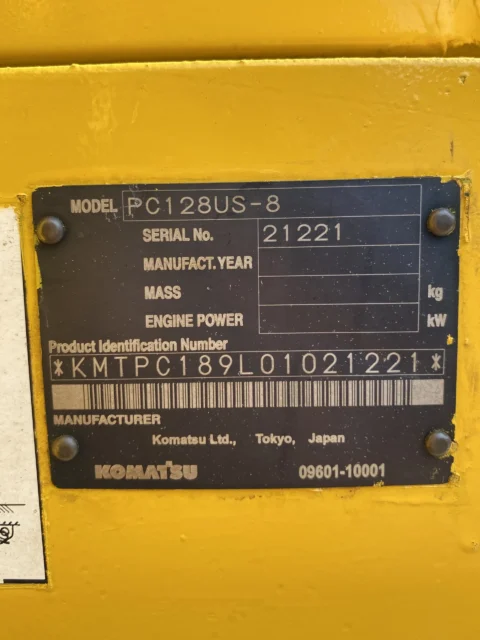 MODEL PC128US-8
SERIAL No. 21221
MANUFACT.YEAR
MASS kg
ENGINE POWER kW
Product Identification Number
*KMTPC189L01021221*
MANUFACTURER
Komatsu Ltd., Tokyo, Japan
KOMATSU 09601-10001